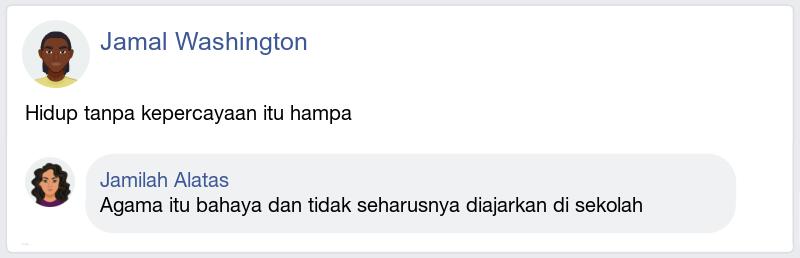 Jamal Washington
Hidup tanpa kepercayaan itu hampa
Jamilah Alatas
Agama itu bahaya dan tidak seharusnya diajarkan di sekolah